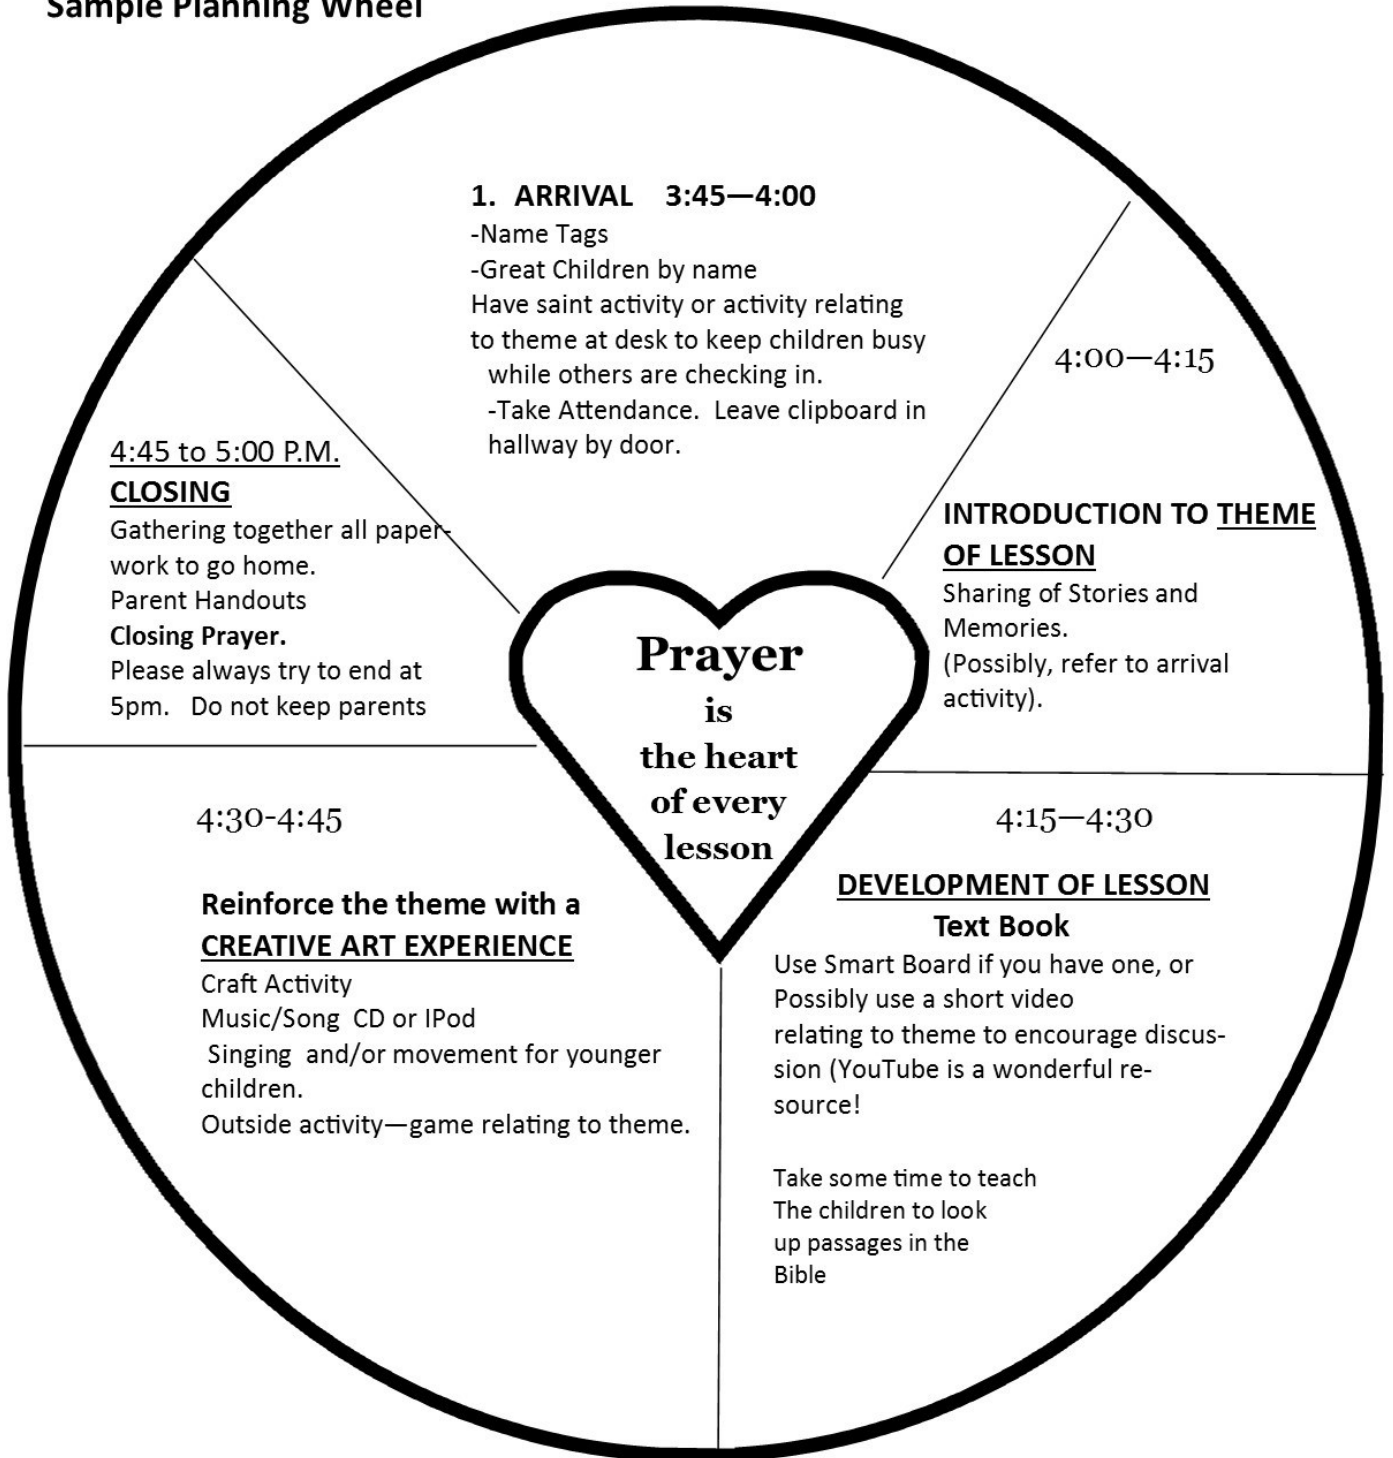 Sample Planning Wheel
1. ARRIVAL 3:45—4:00
-Name Tags
-Great Children by name
Have saint activity or activity relating
to theme at desk to keep children busy
while others are checking in.
-Take Attendance. Leave clipboard in
hallway by door.
4:00—4:15
INTRODUCTION TO THEME
OF LESSON
Sharing of Stories and
Memories.
(Possibly, refer to arrival
activity).
4:15—4:30
DEVELOPMENT OF LESSON
Text Book
Use Smart Board if you have one, or
Possibly use a short video
relating to theme to encourage discus-
sion (YouTube is a wonderful re-
source!
Take some time to teach
The children to look
up passages in the
Bible
4:30-4:45
Reinforce the theme with a
CREATIVE ART EXPERIENCE
Craft Activity
Music/Song CD or IPod
Singing and/or movement for younger
children.
Outside activity—game relating to theme.
4:45 to 5:00 P.M.
CLOSING
Gathering together all paper-
work to go home.
Parent Handouts
Closing Prayer.
Please always try to end at
5pm. Do not keep parents
Prayer
is
the heart
of every
lesson